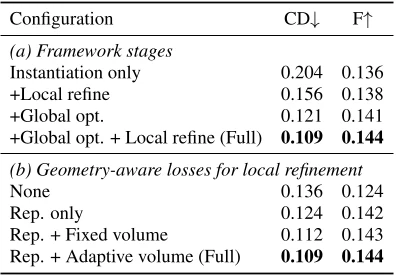 Configuration CD↓ F↑
(a) Framework stages
Instantiation only 0.204 0.136
+Local refine 0.156 0.138
+Global opt. 0.121 0.141
+Global opt. + Local refine (Full) 0.109 0.144
(b) Geometry-aware losses for local refinement
None 0.136 0.124
Rep. only 0.124 0.142
Rep. + Fixed volume 0.112 0.143
Rep. + Adaptive volume (Full) 0.109 0.144